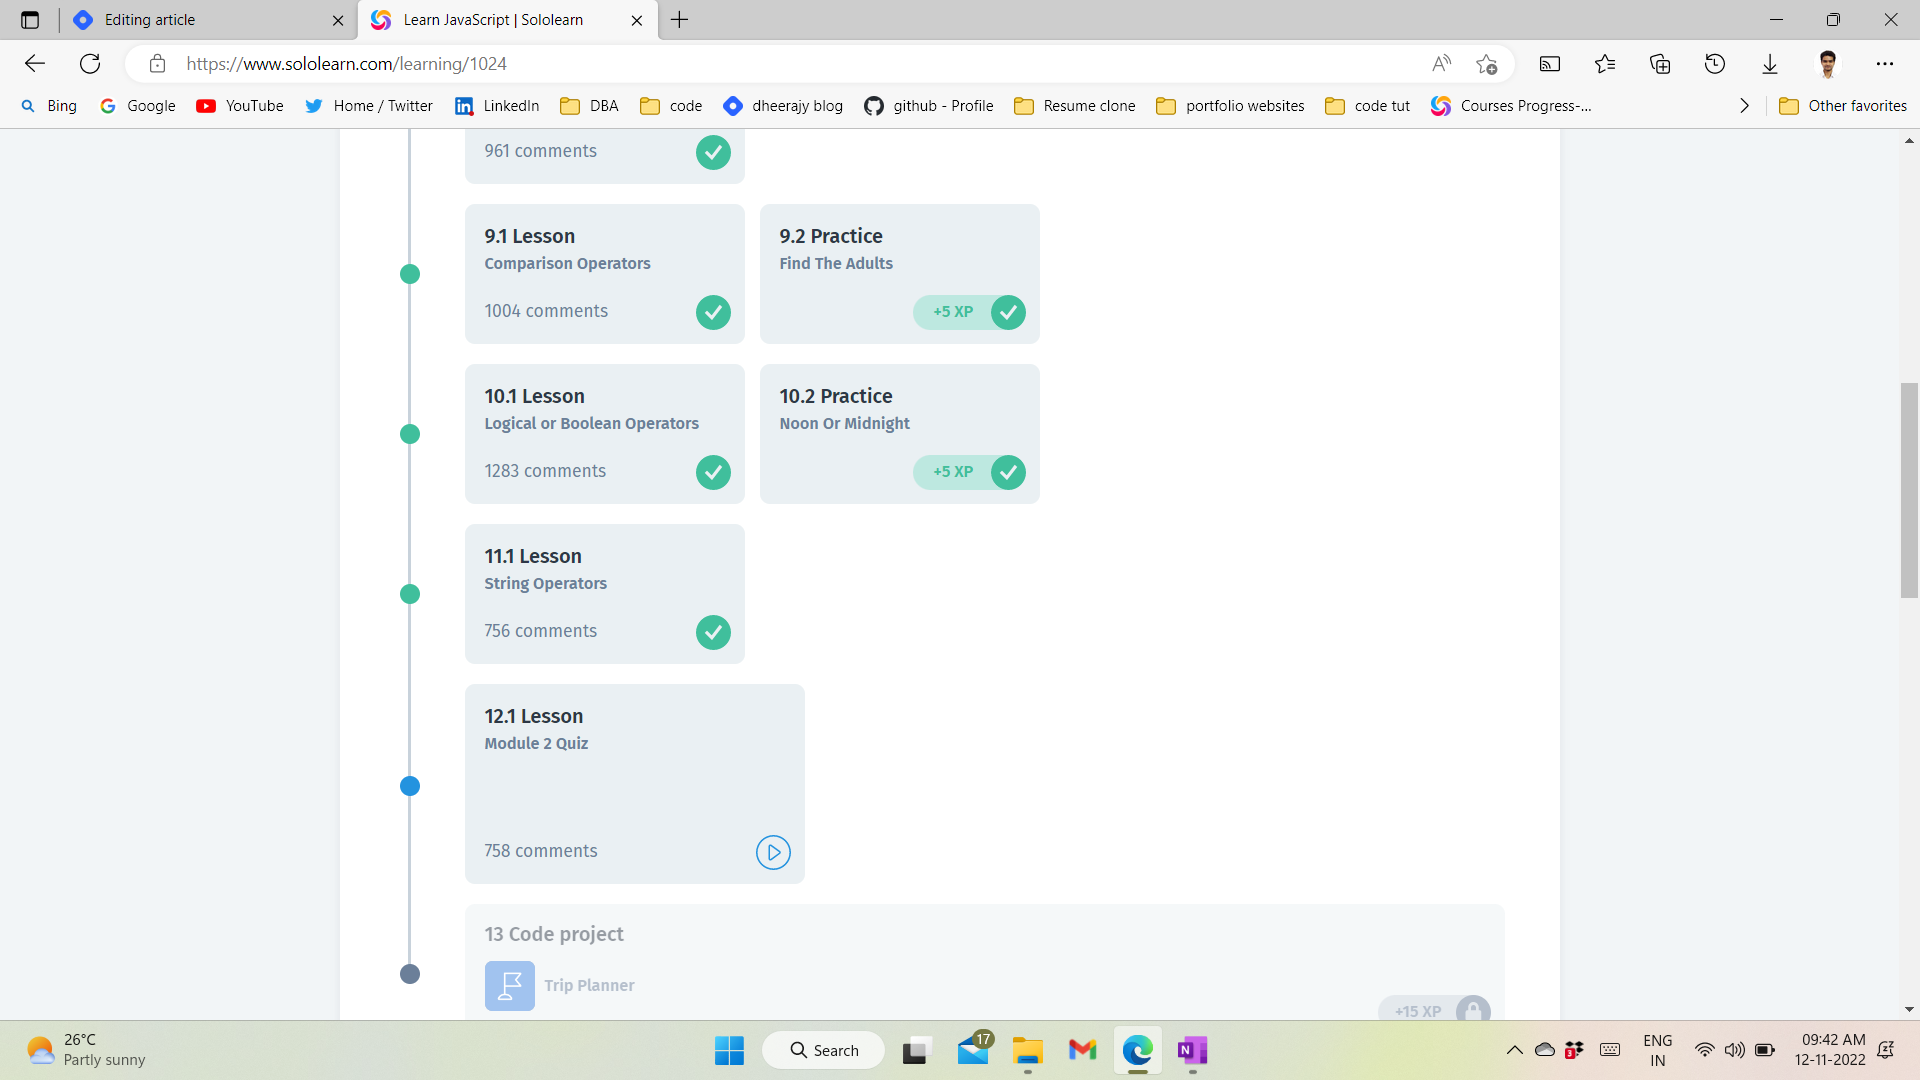 Editing article
Learn JavaScript | Sololearn
https://www.sololearn.com/learning/1024
Bing
Google
YouTube
Home / Twitter
LinkedIn
DBA
code
dheerajy blog
github - Profile
Resume clone
portfolio websites
code tut
Courses Progress-...
Other favorites
961 comments
9.1 Lesson
Comparison Operators
1004 comments
9.2 Practice
Find The Adults
+5 XP
10.1 Lesson
Logical or Boolean Operators
1283 comments
10.2 Practice
Noon Or Midnight
+5 XP
11.1 Lesson
String Operators
756 comments
12.1 Lesson
Module 2 Quiz
758 comments
13 Code project
Trip Planner
+15 XP
26°C
Partly sunny
Search
17
3
ENG
IN
09:42 AM
12-11-2022